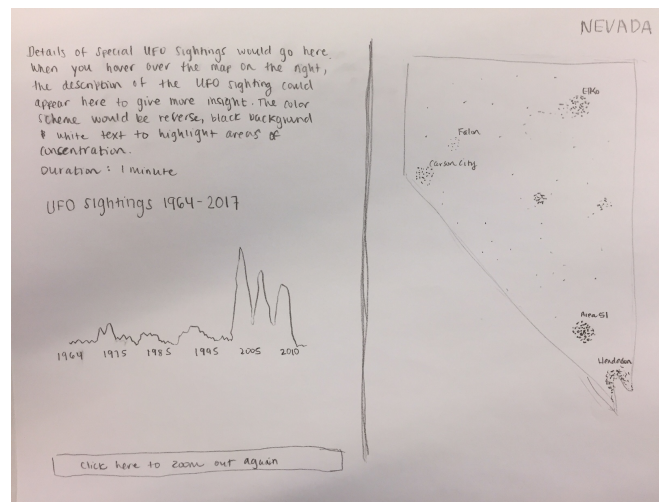 NEVADA
Details of special UFO sightings would go here.
When you hover over the map on the right,
the description of the UFO sighting could
appear here to give more insight. The color
scheme would be reverse, black background
& white text to highlight areas of
concentration.
Duration : 1 minute
UFO Sightings 1964-2017
1964 1975 1985 1995 2005 2010
Click here to zoom out again
Elko
Falon
Carson City
Area 51
Henderson